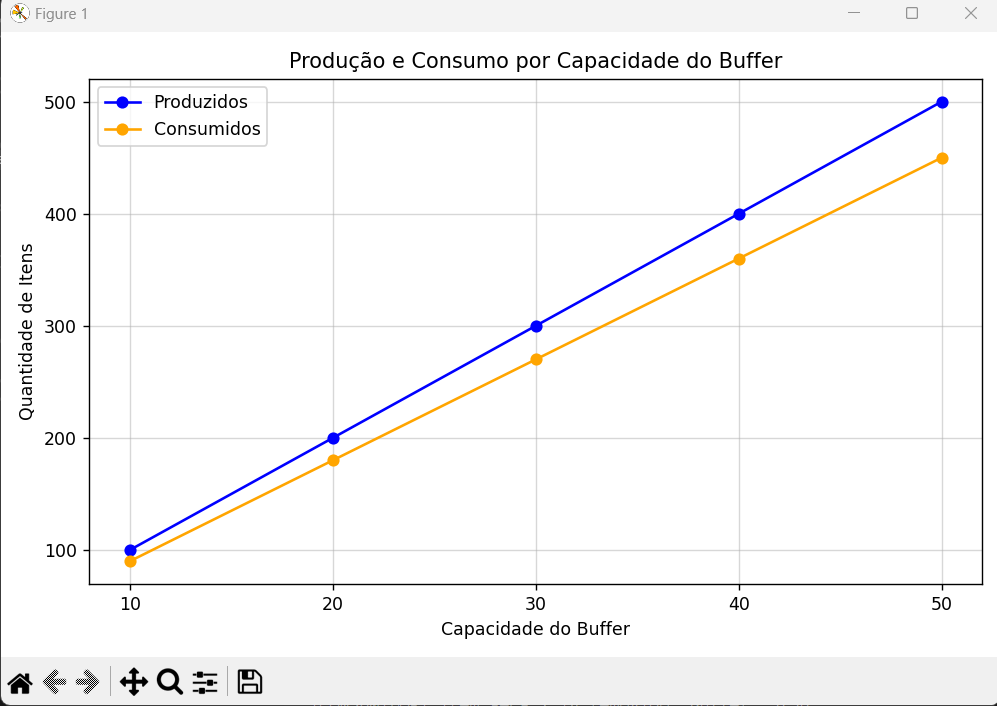 Figure 1
Produção e Consumo por Capacidade do Buffer
Produzidos
Consumidos
Quantidade de Itens
500
400
300
200
100
10 20 30 40 50
Capacidade do Buffer